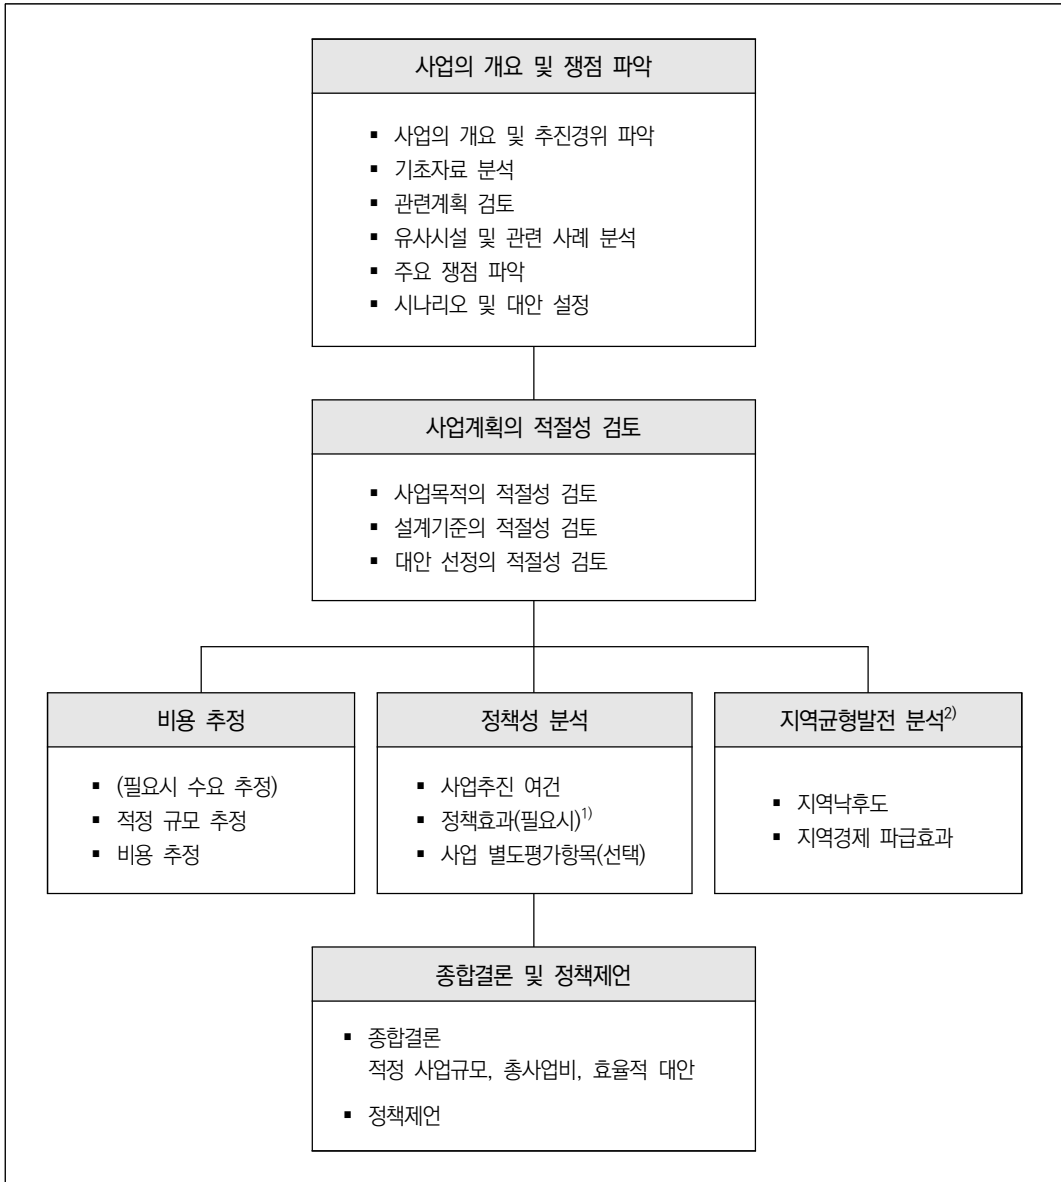 사업의 개요 및 쟁점 파악
▪ 사업의 개요 및 추진경위 파악
▪ 기초자료 분석
▪ 관련계획 검토
▪ 유사시설 및 관련 사례 분석
▪ 주요 쟁점 파악
▪ 시나리오 및 대안 설정
사업계획의 적절성 검토
▪ 사업목적의 적절성 검토
▪ 설계기준의 적절성 검토
▪ 대안 선정의 적절성 검토
비용 추정
▪ (필요시 수요 추정)
▪ 적정 규모 추정
▪ 비용 추정
정책성 분석
▪ 사업추진 여건
▪ 정책효과(필요시)1)
▪ 사업 별도평가항목(선택)
지역균형발전 분석2)
▪ 지역낙후도
▪ 지역경제 파급효과
종합결론 및 정책제언
▪ 종합결론
적정 사업규모, 총사업비, 효율적 대안
▪ 정책제언